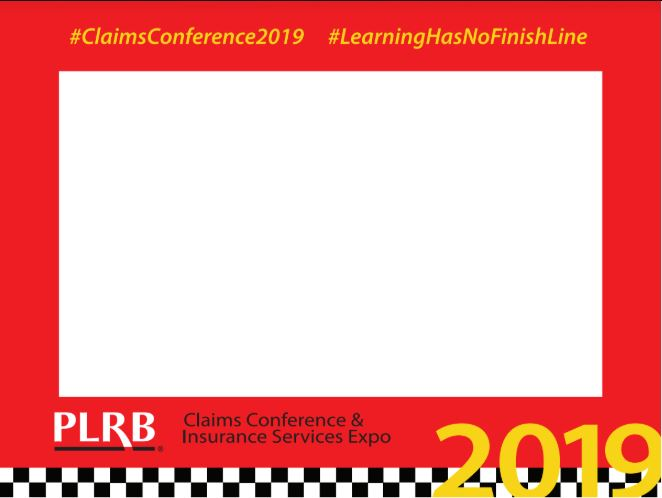 #ClaimsConference2019 #LearningHasNoFinishLine
PLRB®
Claims Conference &
Insurance Services Expo
2019